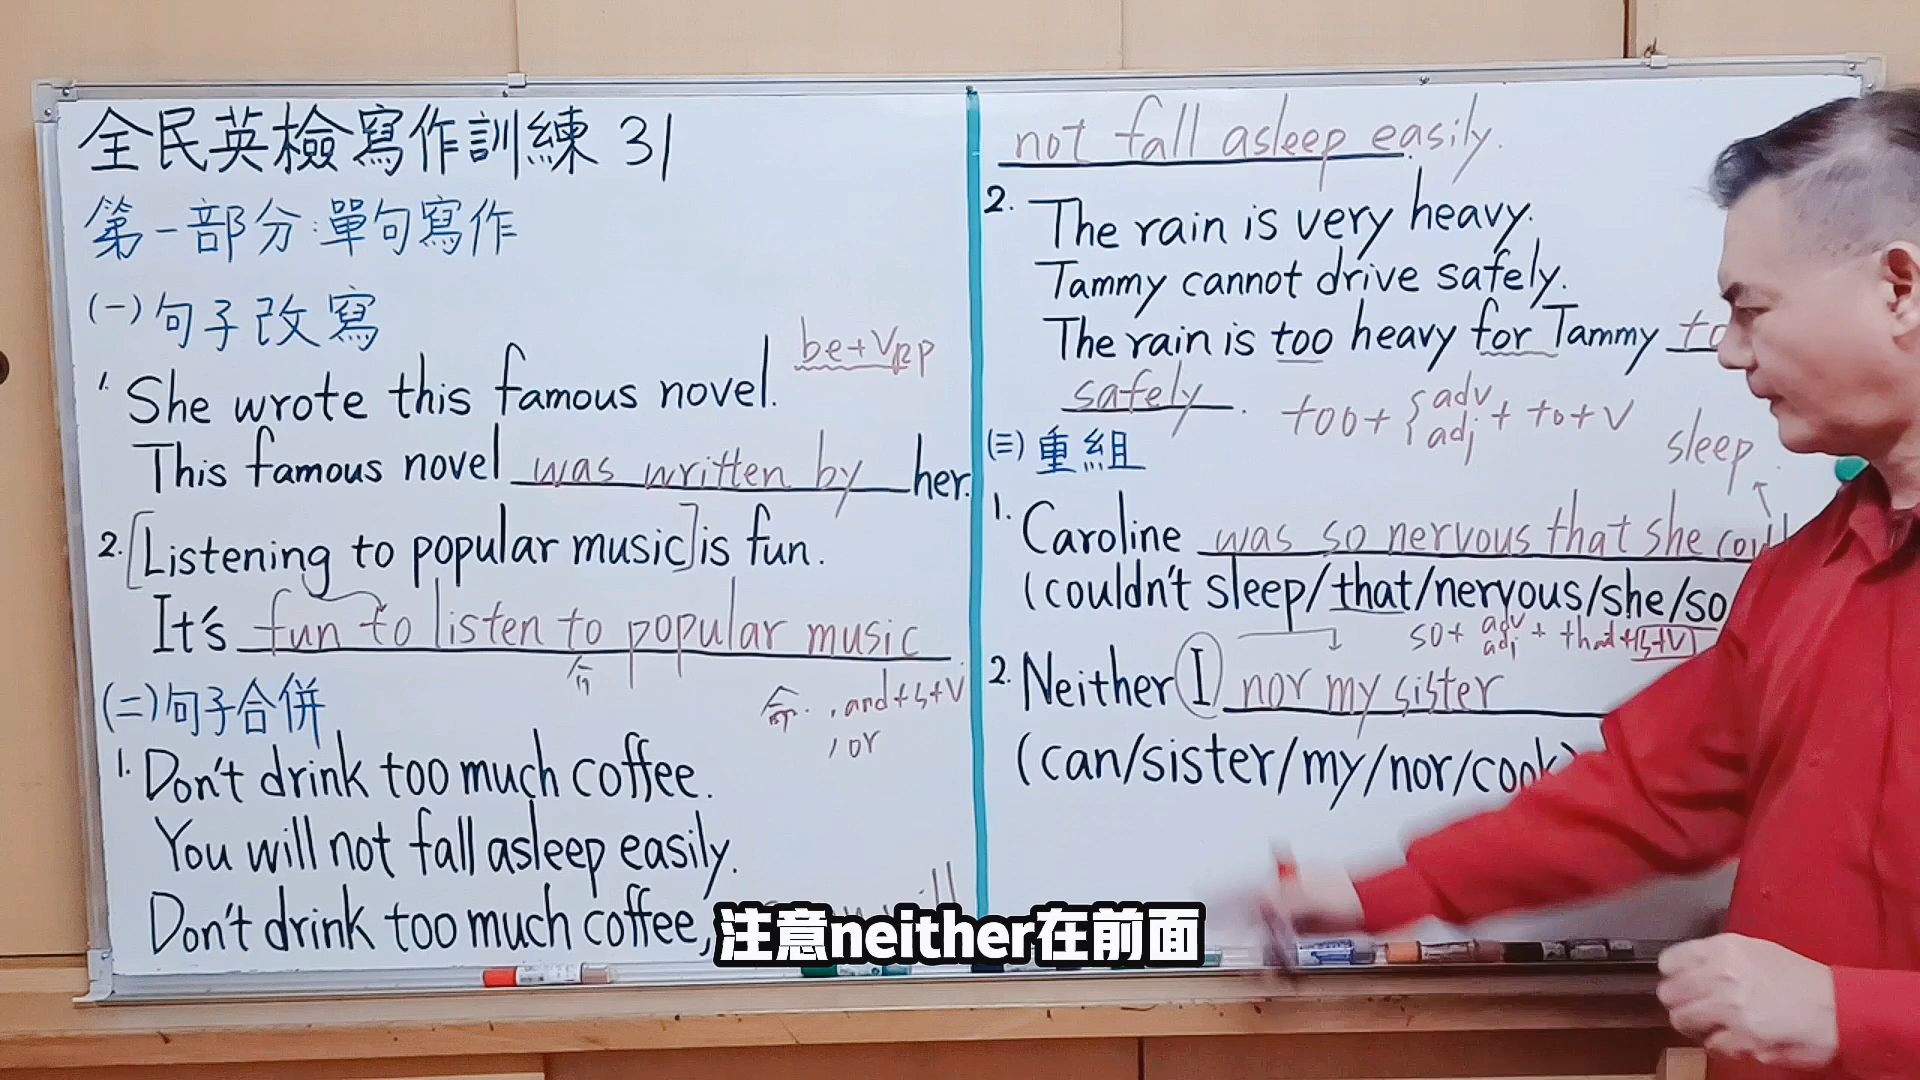 全民英檢寫作訓練 31
第一部分:單句寫作
(一)句子改寫
be+Vpp
1. She wrote this famous novel.
This famous novel was written by her.
2. [Listening to popular music] is fun.
It's fun to listen to popular music
(二)句子合併
命. , and+S+V
, or
1. Don't drink too much coffee.
You will not fall asleep easily.
Don't drink too much coffee,
not fall asleep easily.
2. The rain is very heavy.
Tammy cannot drive safely.
The rain is too heavy for Tammy
safely.
too+{adv adj + to+V
(三)重組
sleep.
1. Caroline was so nervous that she
(couldn't sleep/that/nervous/she/so
so+ adv adj + that+S+V
2. Neither I nor my sister
(can/sister/my/nor/cook)
注意neither在前面